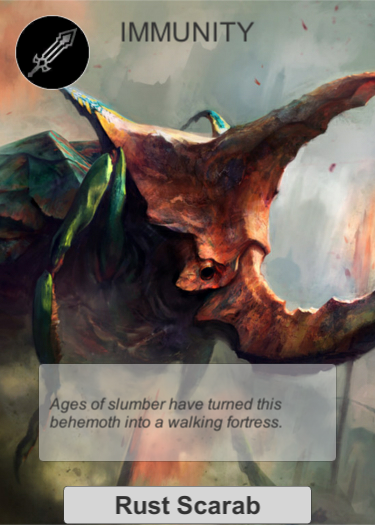 IMMUNITY
Ages of slumber have turned this
behemoth into a walking fortress.
Rust Scarab